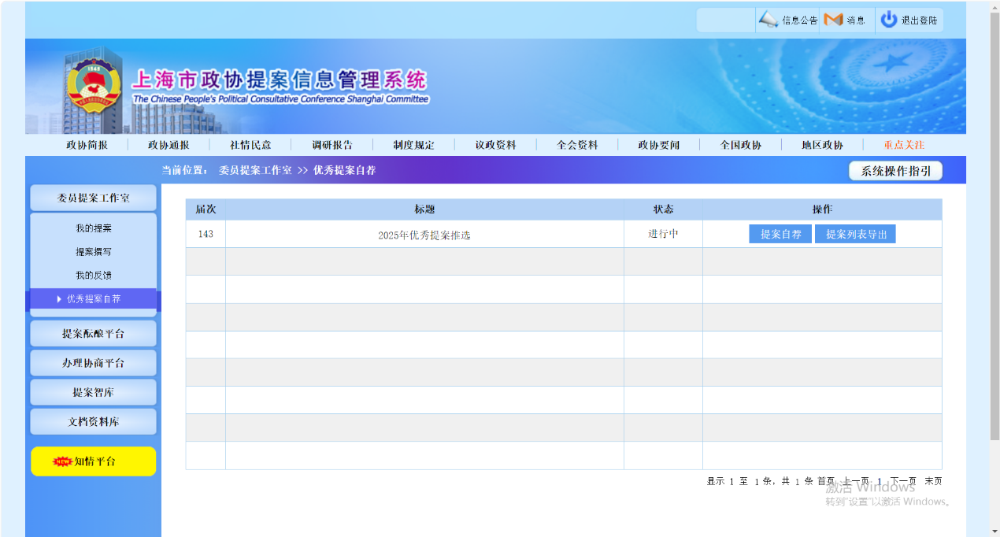 信息公告 消息 退出登陆
1949
上海市政协提案信息管理系统
The Chinese People's Political Consultative Conference Shanghai Committee
政协简报 政协通报 社情民意 调研报告 制度规定 议政资料 全会资料 政协要闻 全国政协 地区政协 重点关注
当前位置： 委员提案工作室 >> 优秀提案自荐
系统操作指引
委员提案工作室
我的提案
提案撰写
我的反馈
优秀提案自荐
提案酝酿平台
办理协商平台
提案智库
文档资料库
NEW 知情平台
届次 标题 状态 操作
143 2025年优秀提案推选 进行中 提案自荐 提案列表导出
显示 1 至 1 条，共 1 条 首页 上一页 1 下一页 末页
激活 Windows
转到"设置"以激活 Windows。